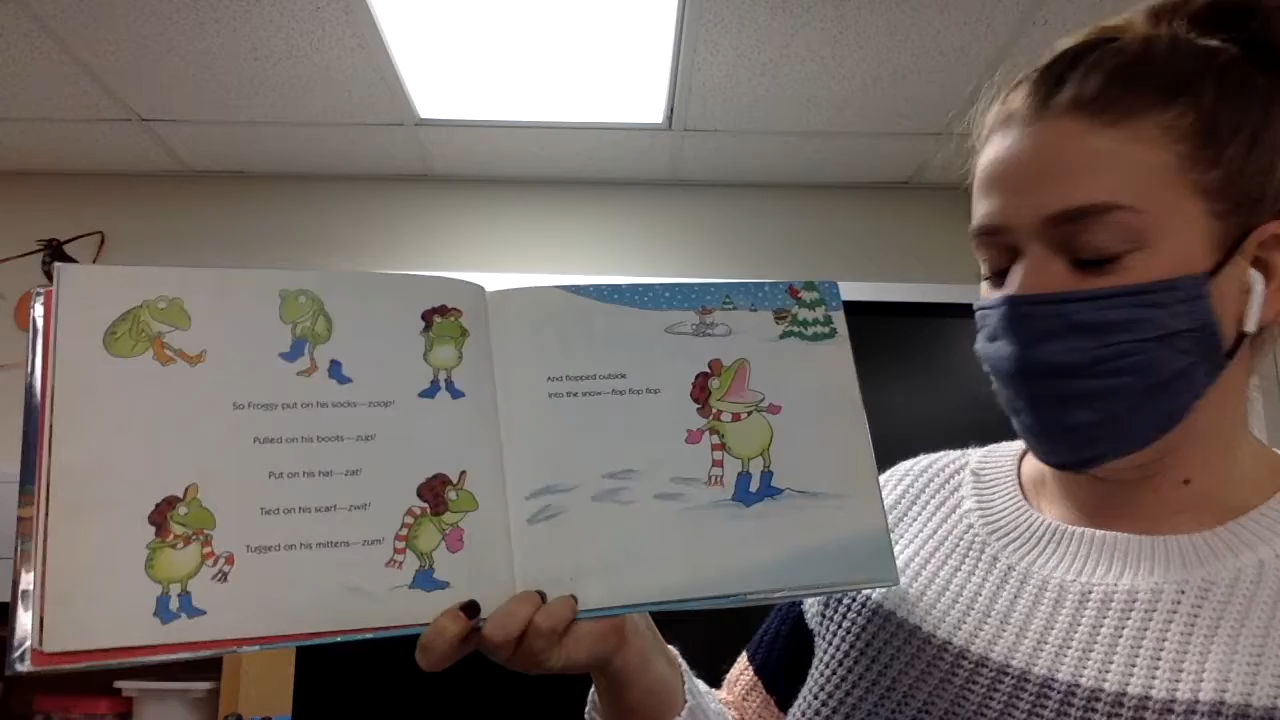 So Froggy put on his socks—zoop!
Pulled on his boots—zup!
Put on his hat—zat!
Tied on his scarf—zwit!
Tugged on his mittens—zum!
And flopped outside
into the snow—flop flop flop.